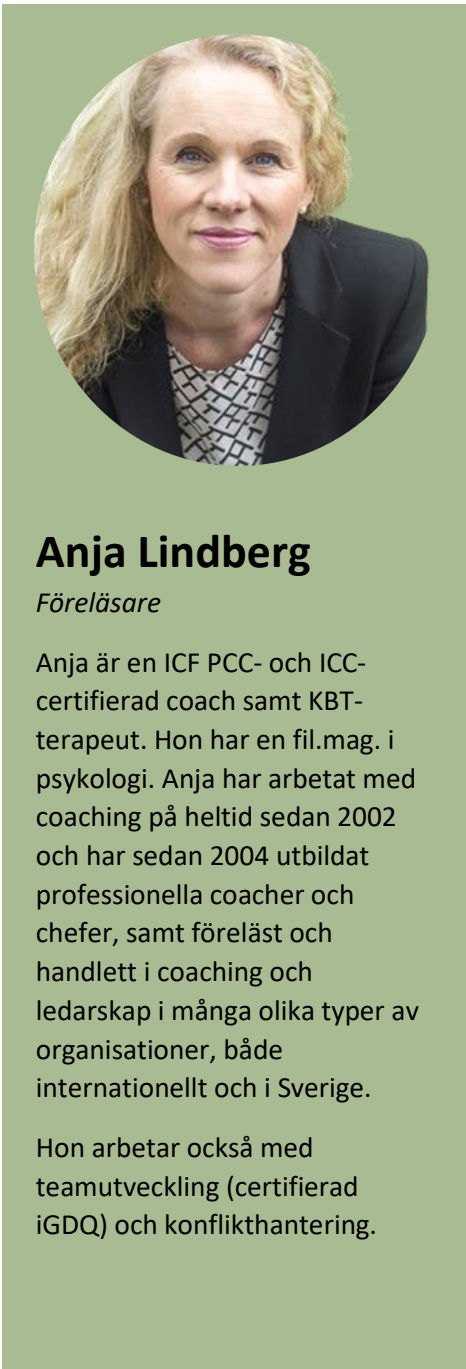 Anja Lindberg
Föreläsare
Anja är en ICF PCC- och ICC-
certifierad coach samt KBT-
terapeut. Hon har en fil.mag. i
psykologi. Anja har arbetat med
coaching på heltid sedan 2002
och har sedan 2004 utbildat
professionella coacher och
chefer, samt föreläst och
handlett i coaching och
ledarskap i många olika typer av
organisationer, både
internationellt och i Sverige.
Hon arbetar också med
teamutveckling (certifierad
iGDQ) och konflikthantering.